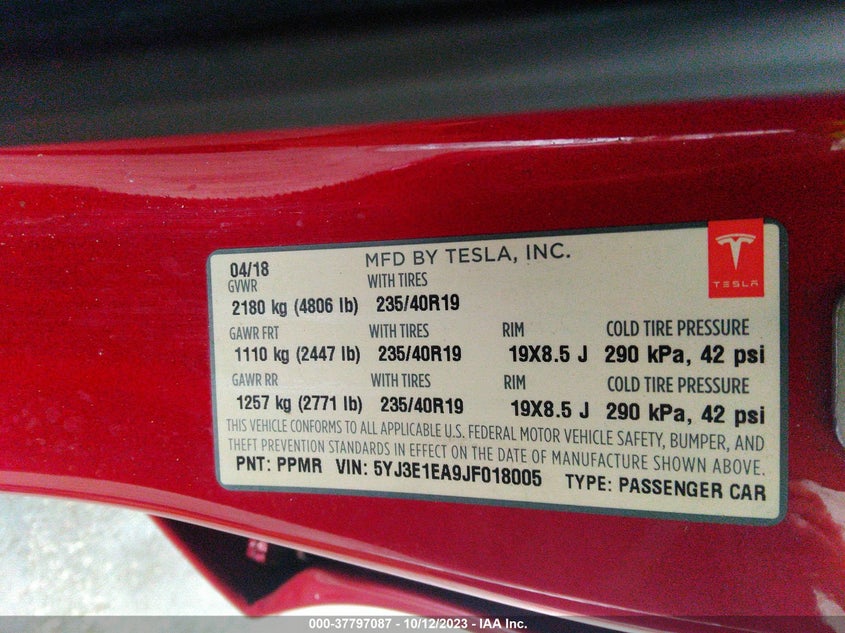 MFD BY TESLA, INC.
TESLA
04/18
GVWR WITH TIRES
2180 kg (4806 lb) 235/40R19
GAWR FRT WITH TIRES RIM COLD TIRE PRESSURE
1110 kg (2447 lb) 235/40R19 19X8.5 J 290 kPa, 42 psi
GAWR RR WITH TIRES RIM COLD TIRE PRESSURE
1257 kg (2771 lb) 235/40R19 19X8.5 J 290 kPa, 42 psi
THIS VEHICLE CONFORMS TO ALL APPLICABLE U.S. FEDERAL MOTOR VEHICLE SAFETY, BUMPER, AND
THEFT PREVENTION STANDARDS IN EFFECT ON THE DATE OF MANUFACTURE SHOWN ABOVE.
PNT: PPMR VIN: 5YJ3E1EA9JF018005 TYPE: PASSENGER CAR
000-37797087 - 10/12/2023 - IAA Inc.